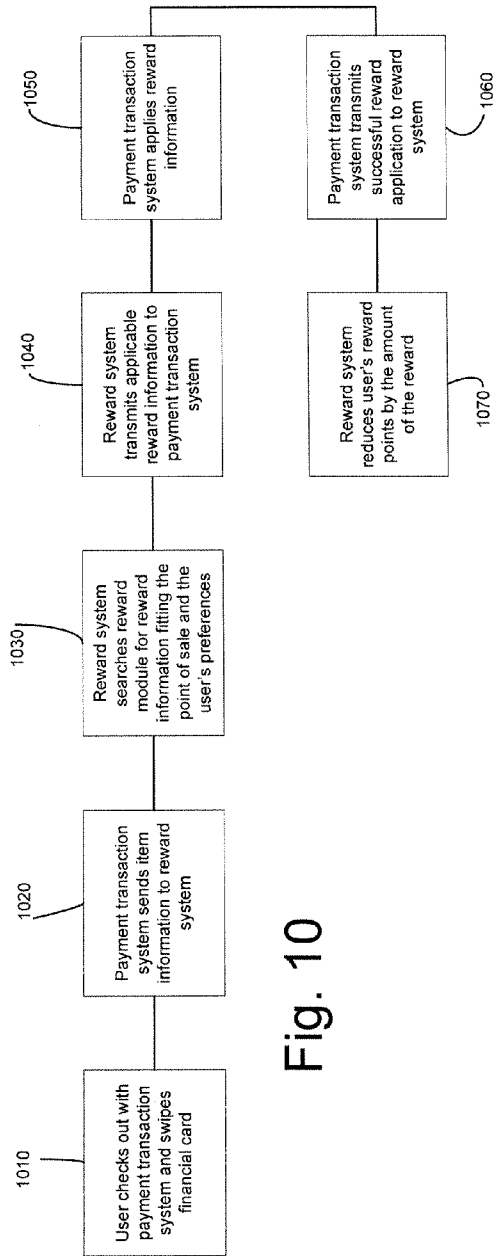 1010
User checks out with
payment transaction
system and swipes
financial card
1020
Payment transaction
system sends item
information to reward
system
1030
Reward system
searches reward
module for reward
information fitting the
point of sale and the
user's preferences
1040
Reward system
transmits applicable
reward information to
payment transaction
system
1050
Payment transaction
system applies reward
information
1060
Payment transaction
system transmits
successful reward
application to reward
system
1070
Reward system
reduces user's reward
points by the amount
of the reward
Fig. 10